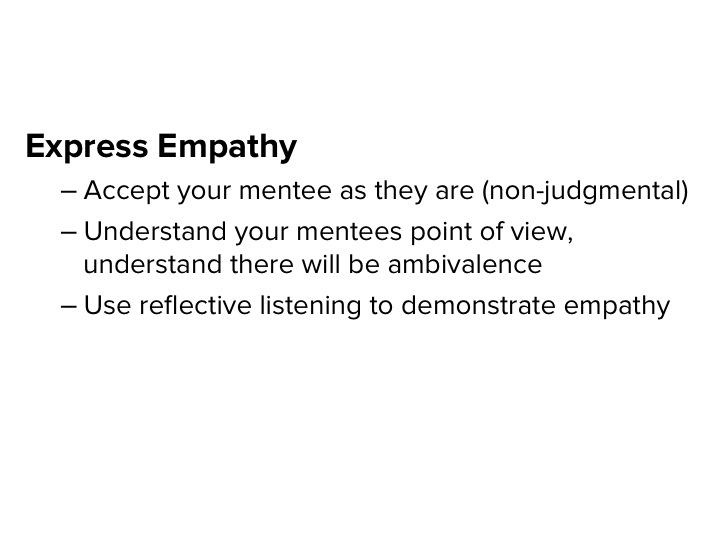 Express Empathy
– Accept your mentee as they are (non-judgmental)
– Understand your mentees point of view,
understand there will be ambivalence
– Use reflective listening to demonstrate empathy